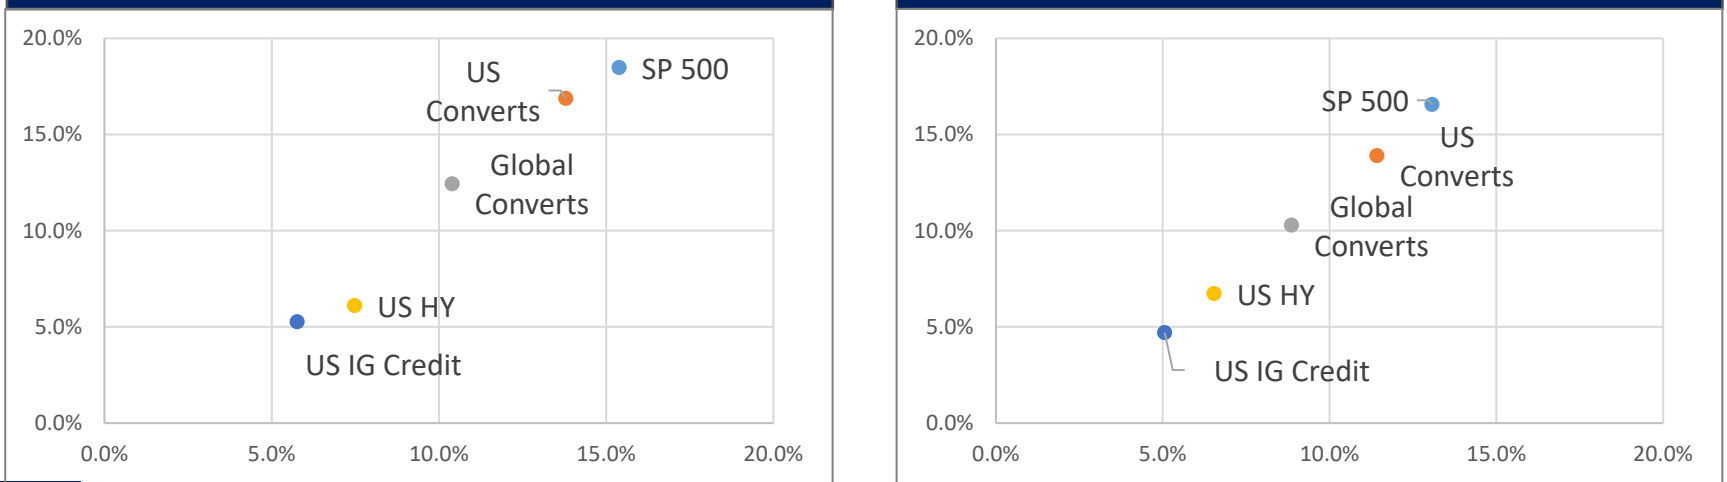 20.0%
US
SP 500
Converts
15.0%
Global
Converts
10.0%
US HY
5.0%
US IG Credit
0.0%
0.0% 5.0% 10.0% 15.0% 20.0%
20.0%
SP 500
15.0%
US
Converts
Global
10.0%
Converts
US HY
5.0%
US IG Credit
0.0%
0.0% 5.0% 10.0% 15.0% 20.0%